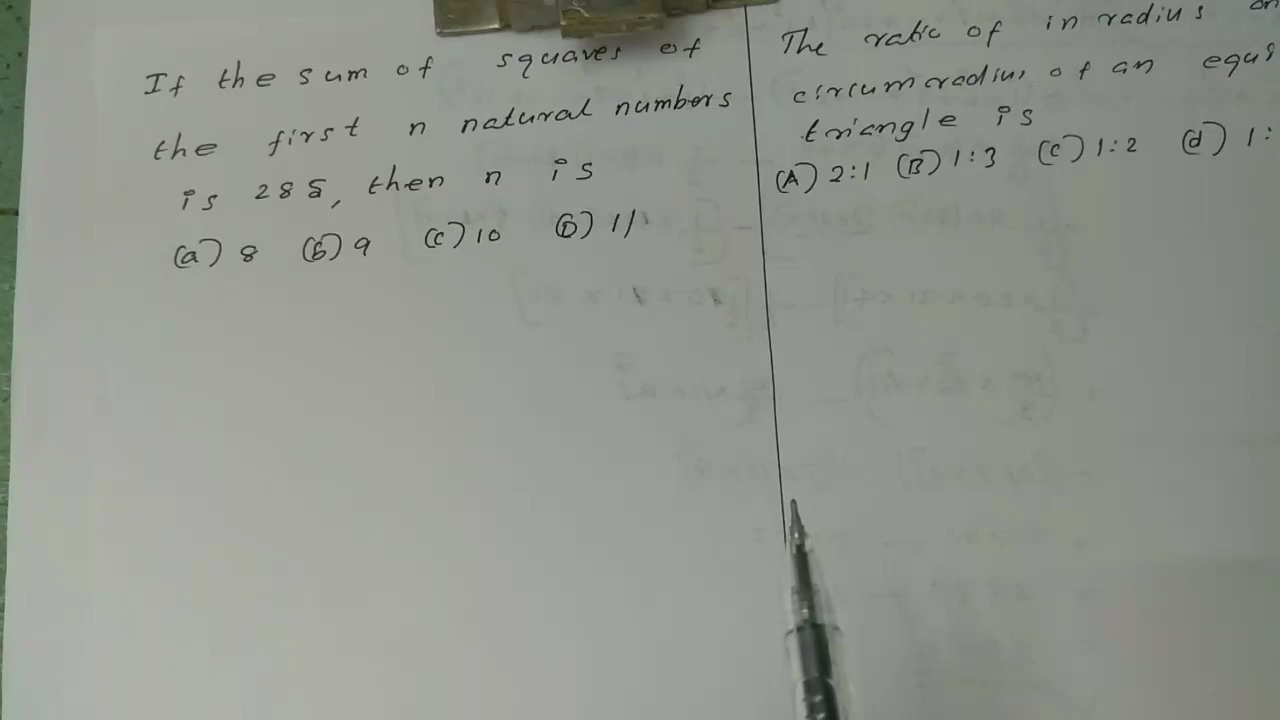 If the sum of squares of
the first n natural numbers
is 285, then n is
(a) 8 (b) 9 (c) 10 (D) 11
The ratio of in radius
circumradius of an
triangle is
(A) 2:1 (B) 1:3 (c) 1:2 (d) 1: